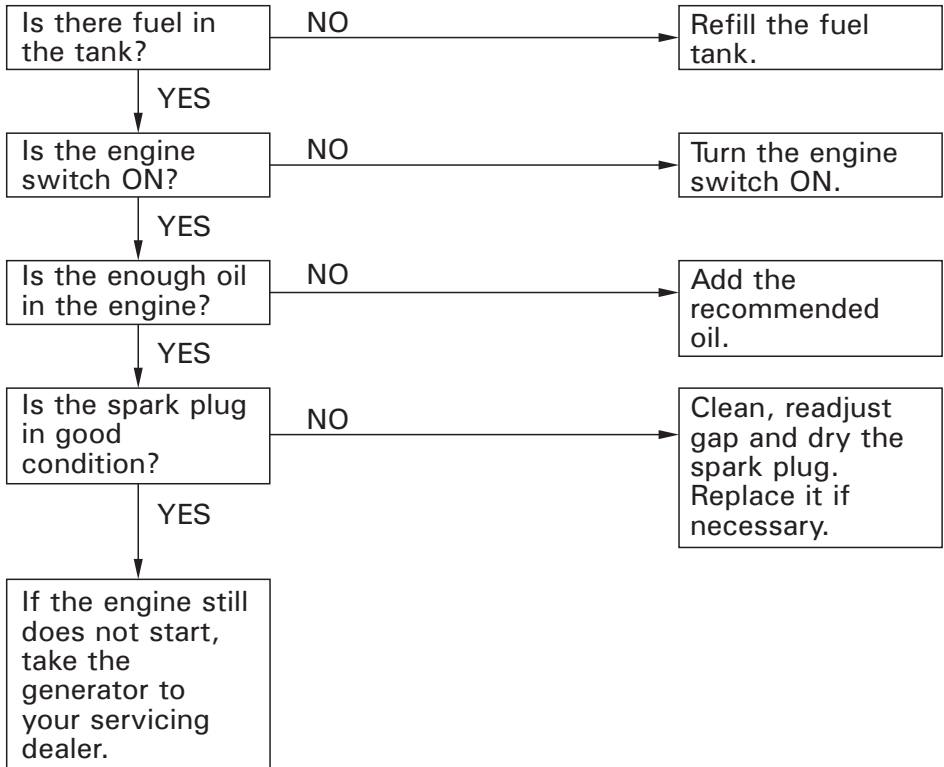 Is there fuel in
the tank?
NO
Refill the fuel
tank.
YES
Is the engine
switch ON?
NO
Turn the engine
switch ON.
YES
Is the enough oil
in the engine?
NO
Add the
recommended
oil.
YES
Is the spark plug
in good
condition?
NO
Clean, readjust
gap and dry the
spark plug.
Replace it if
necessary.
YES
If the engine still
does not start,
take the
generator to
your servicing
dealer.